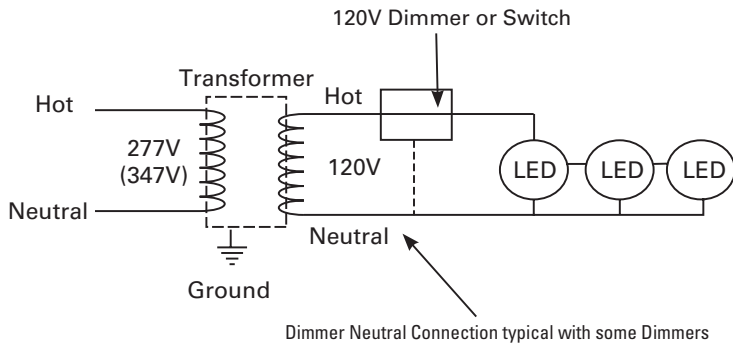 120V Dimmer or Switch
Transformer
Hot
Hot
277V
(347V)
120V
LED LED LED
Neutral
Neutral
Ground
Dimmer Neutral Connection typical with some Dimmers